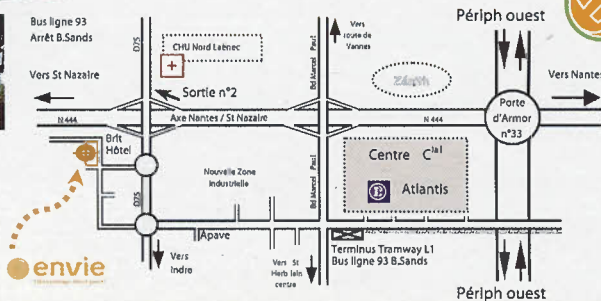 Bus ligne 93
Arrêt B.Sands
Vers St Nazaire
D75
CHU Nord Laënec
Sortie n°2
Vers
route de
Vannes
Bd Marcel Paul
Zénith
Périph ouest
Vers Nantes
Porte
d'Armor
n°33
N 444
Axe Nantes / St Nazaire
N 444
Brit
Hôtel
Nouvelle Zone
Industrielle
Bd Marcel Paul
Centre Cial
E Atlantis
D75
Apave
Vers
Indre
Vers St
Herblain
centre
Terminus Tramway L1
Bus ligne 93 B.Sands
envie
Périph ouest